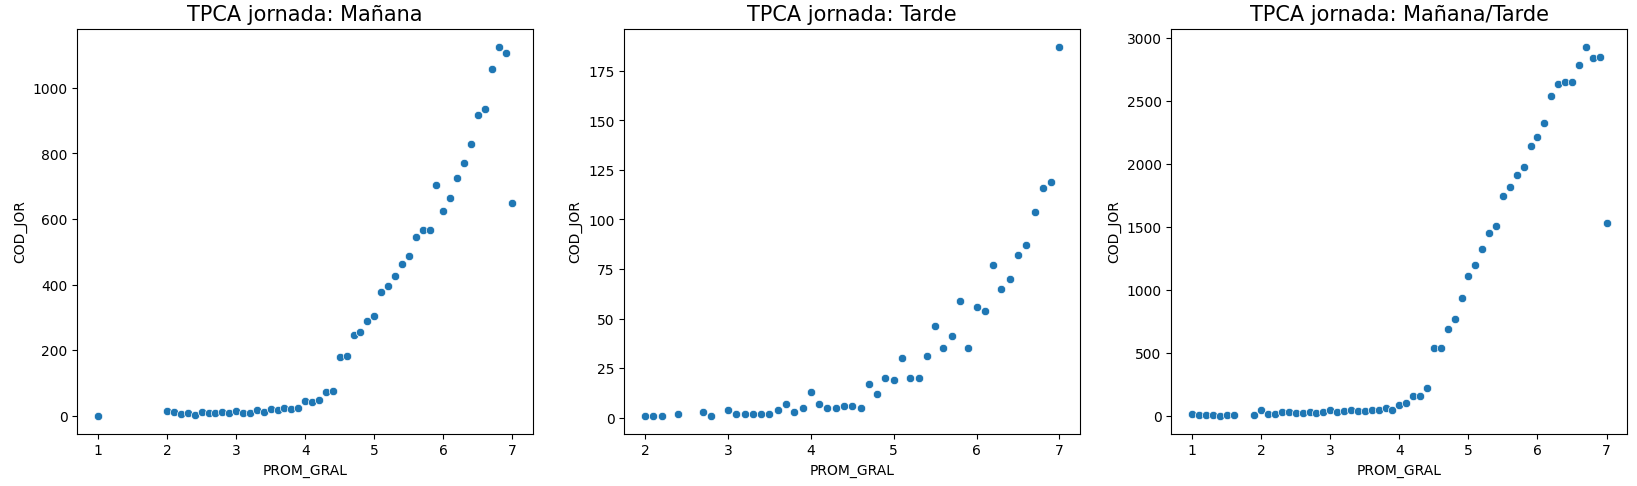 TPCA jornada: Mañana
1000
800
600
400
200
0
COD_JOR
1 2 3 4 5 6 7
PROM_GRAL
TPCA jornada: Tarde
175
150
125
100
75
50
25
0
COD_JOR
2 3 4 5 6 7
PROM_GRAL
TPCA jornada: Mañana/Tarde
3000
2500
2000
1500
1000
500
0
COD_JOR
1 2 3 4 5 6 7
PROM_GRAL